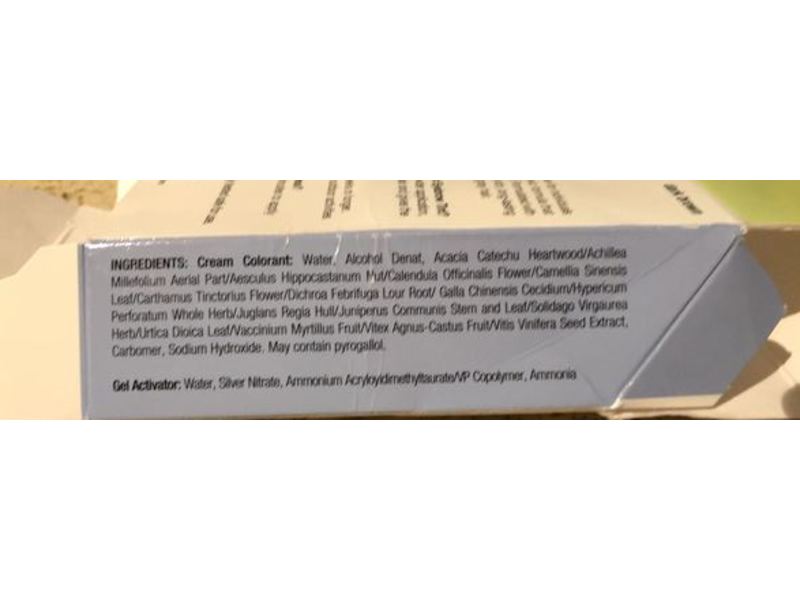 INGREDIENTS: Cream Colorant: Water, Alcohol Denat, Acacia Catechu Heartwood/Achillea
Millefolium Aerial Part/Aesculus Hippocastanum Nut/Calendula Officinalis Flower/Camellia Sinensis
Leaf/Carthamus Tinctorius Flower/Dichroa Febrifuga Lour Root/ Galla Chinensis Cecidium/Hypericum
Perforatum Whole Herb/Juglans Regia Hull/Juniperus Communis Stem and Leaf/Solidago Virgaurea
Herb/Urtica Dioica Leaf/Vaccinium Myrtillus Fruit/Vitex Agnus-Castus Fruit/Vitis Vinifera Seed Extract,
Carbomer, Sodium Hydroxide. May contain pyrogallol.
Gel Activator: Water, Silver Nitrate, Ammonium Acryloyldimethyltaurate/VP Copolymer, Ammonia
dark brown